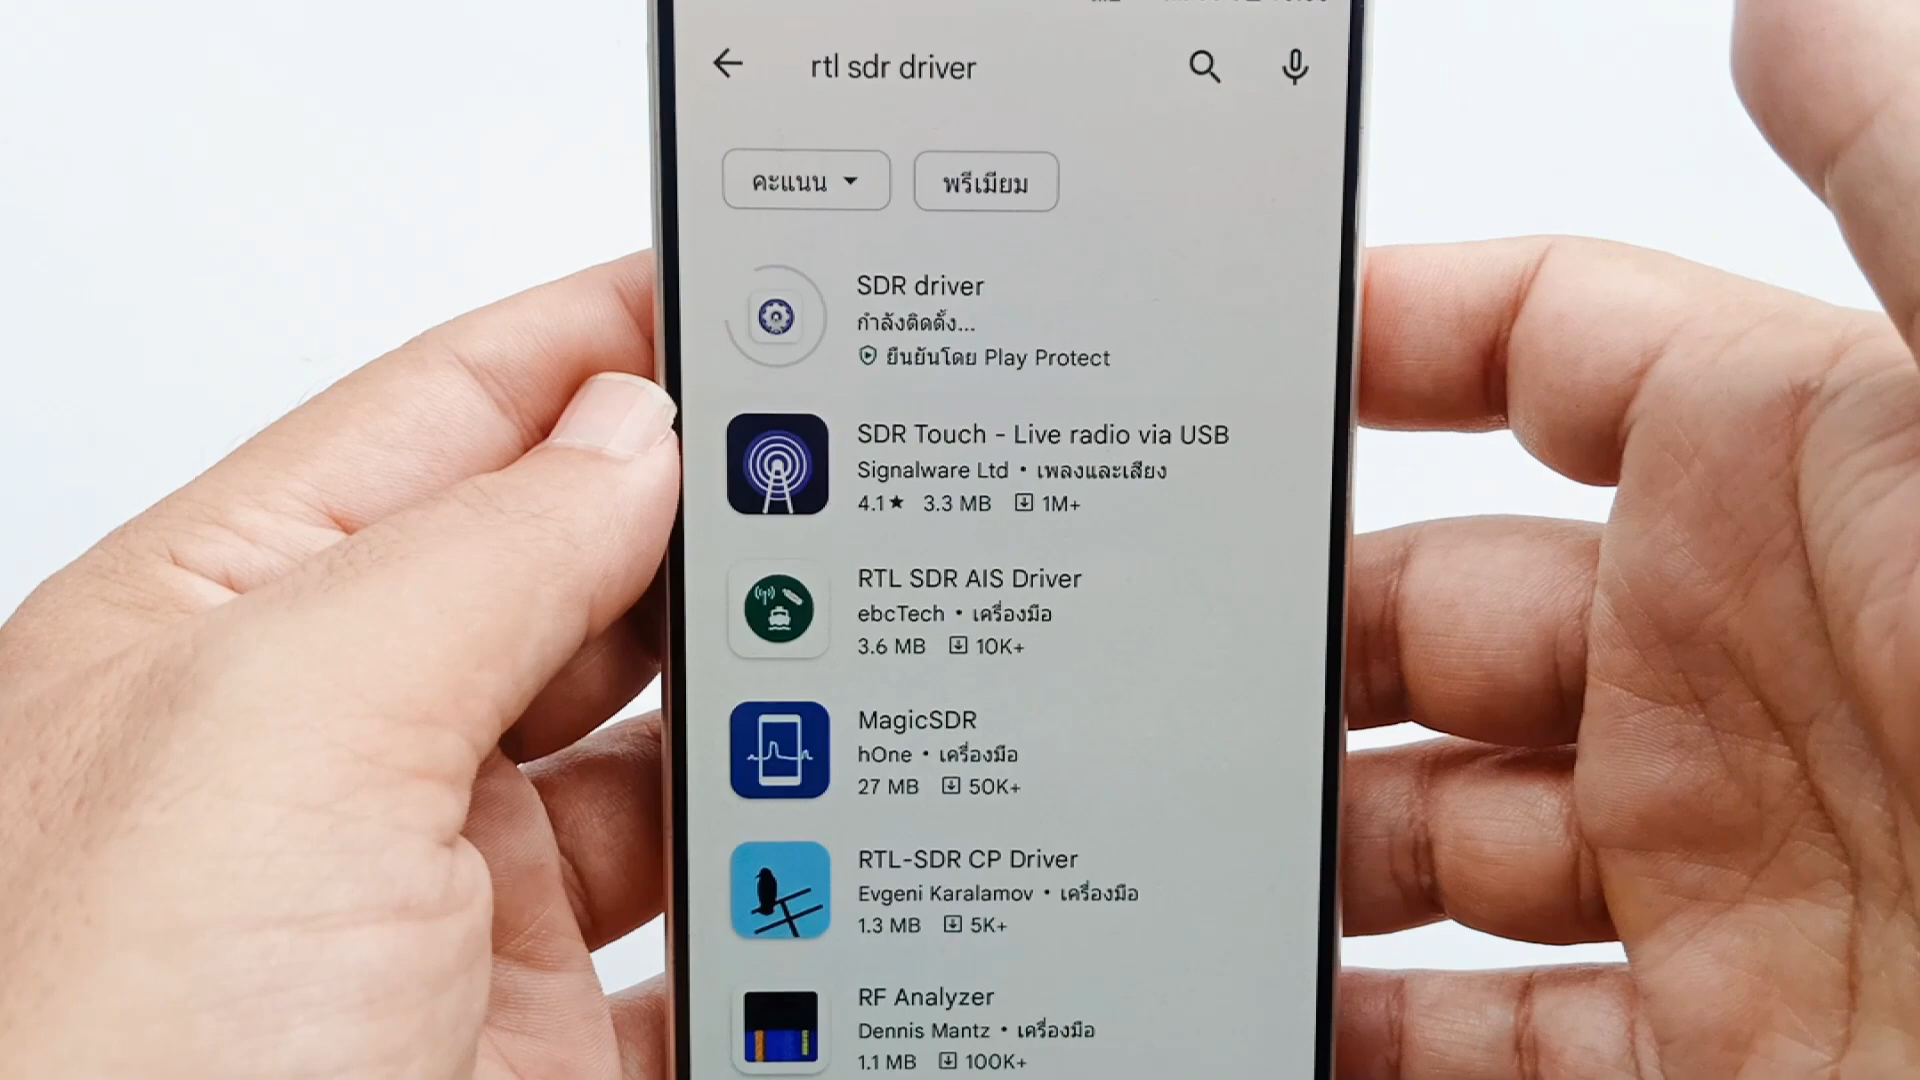 rtl sdr driver
คะแนน
พรีเมียม
SDR driver
กำลังติดตั้ง...
ยืนยันโดย Play Protect
SDR Touch - Live radio via USB
Signalware Ltd • เพลงและเสียง
4.1★ 3.3 MB 1M+
RTL SDR AIS Driver
ebcTech • เครื่องมือ
3.6 MB 10K+
MagicSDR
hOne • เครื่องมือ
27 MB 50K+
RTL-SDR CP Driver
Evgeni Karalamov • เครื่องมือ
1.3 MB 5K+
RF Analyzer
Dennis Mantz • เครื่องมือ
1.1 MB 100K+